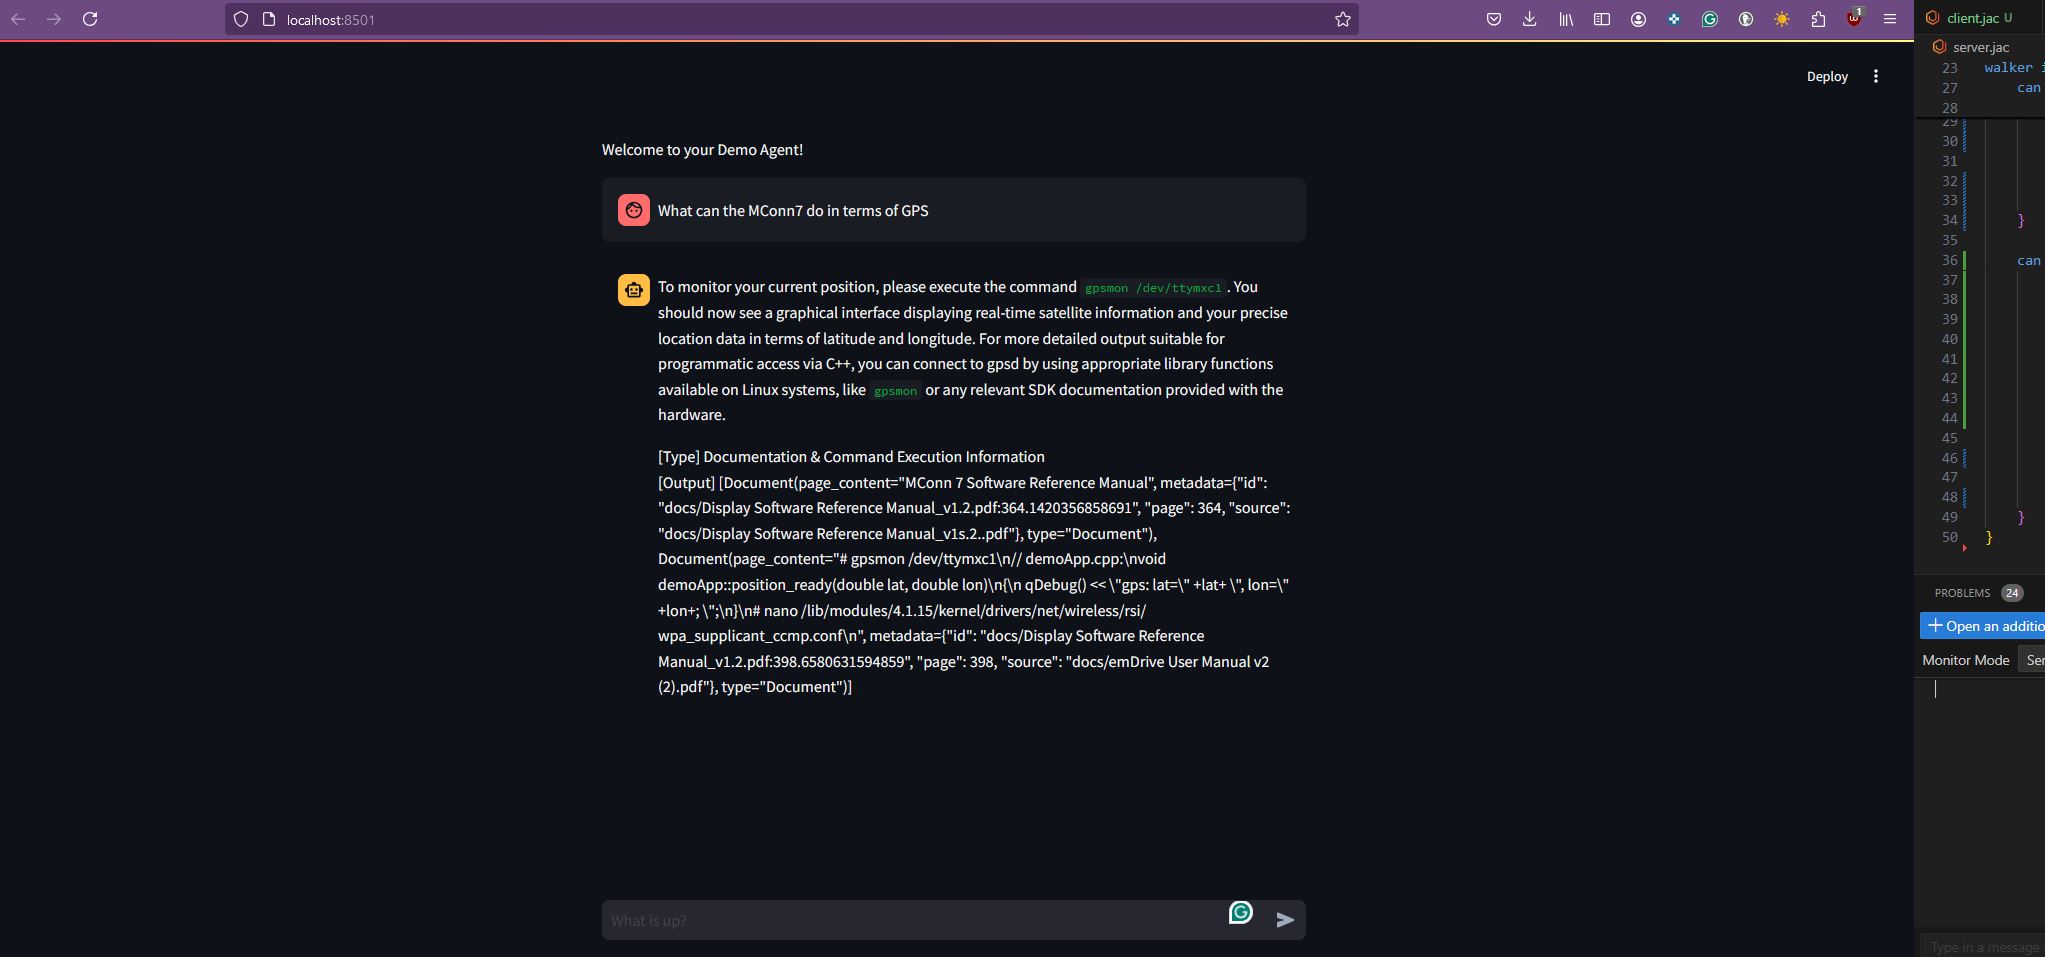 localhost:8501
1
client.jac U
server.jac
Deploy
23 walker i
27 can
28
29
30
31
32
33
34 }
35
36 can
37
38
39
40
41
42
43
44
45
46
47
48
49 }
50 }
Welcome to your Demo Agent!
What can the MConn7 do in terms of GPS
To monitor your current position, please execute the command gpsmon /dev/ttymxc1 . You
should now see a graphical interface displaying real-time satellite information and your precise
location data in terms of latitude and longitude. For more detailed output suitable for
programmatic access via C++, you can connect to gpsd by using appropriate library functions
available on Linux systems, like gpsmon or any relevant SDK documentation provided with the
hardware.
[Type] Documentation & Command Execution Information
[Output] [Document(page_content="MConn 7 Software Reference Manual", metadata={"id":
"docs/Display Software Reference Manual_v1.2.pdf:364.1420356858691", "page": 364, "source":
"docs/Display Software Reference Manual_v1s.2..pdf"}, type="Document"),
Document(page_content="# gpsmon /dev/ttymxc1\n// demoApp.cpp:\nvoid
demoApp::position_ready(double lat, double lon)\n{\n qDebug() << \"gps: lat=\" +lat+ \", lon=\"
+lon+; \";\n}\n# nano /lib/modules/4.1.15/kernel/drivers/net/wireless/rsi/
wpa_supplicant_ccmp.conf\n", metadata={"id": "docs/Display Software Reference
Manual_v1.2.pdf:398.6580631594859", "page": 398, "source": "docs/emDrive User Manual v2
(2).pdf"}, type="Document")]
What is up?
PROBLEMS 24
Open an additio
Monitor Mode Ser
Type in a message